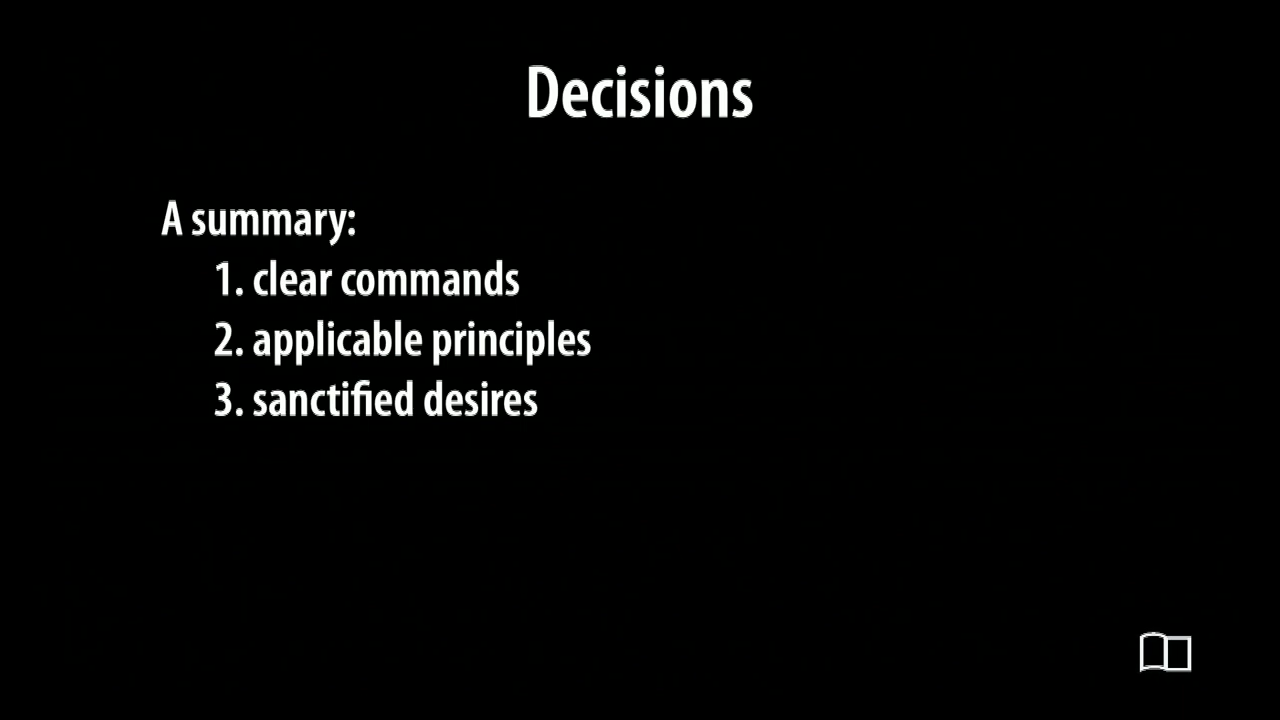 Decisions
A summary:
1. clear commands
2. applicable principles
3. sanctified desires